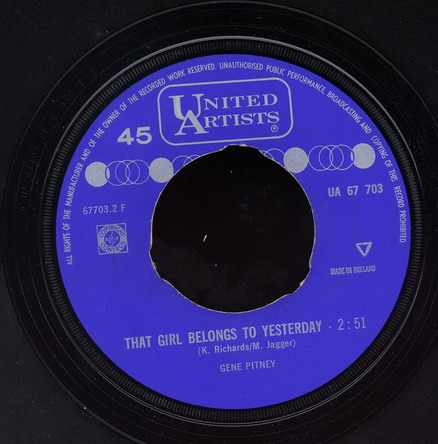 ALL RIGHTS OF THE MANUFACTURER AND OF THE OWNER OF THE RECORDED WORK RESERVED. UNAUTHORISED PUBLIC PERFORMANCE, BROADCASTING AND COPYING OF THIS RECORD PROHIBITED.
UNITED
ARTISTS®
45
UA 67 703
67703.2 F
MADE IN HOLLAND
THAT GIRL BELONGS TO YESTERDAY - 2:51
(K. Richards/M. Jagger)
GENE PITNEY